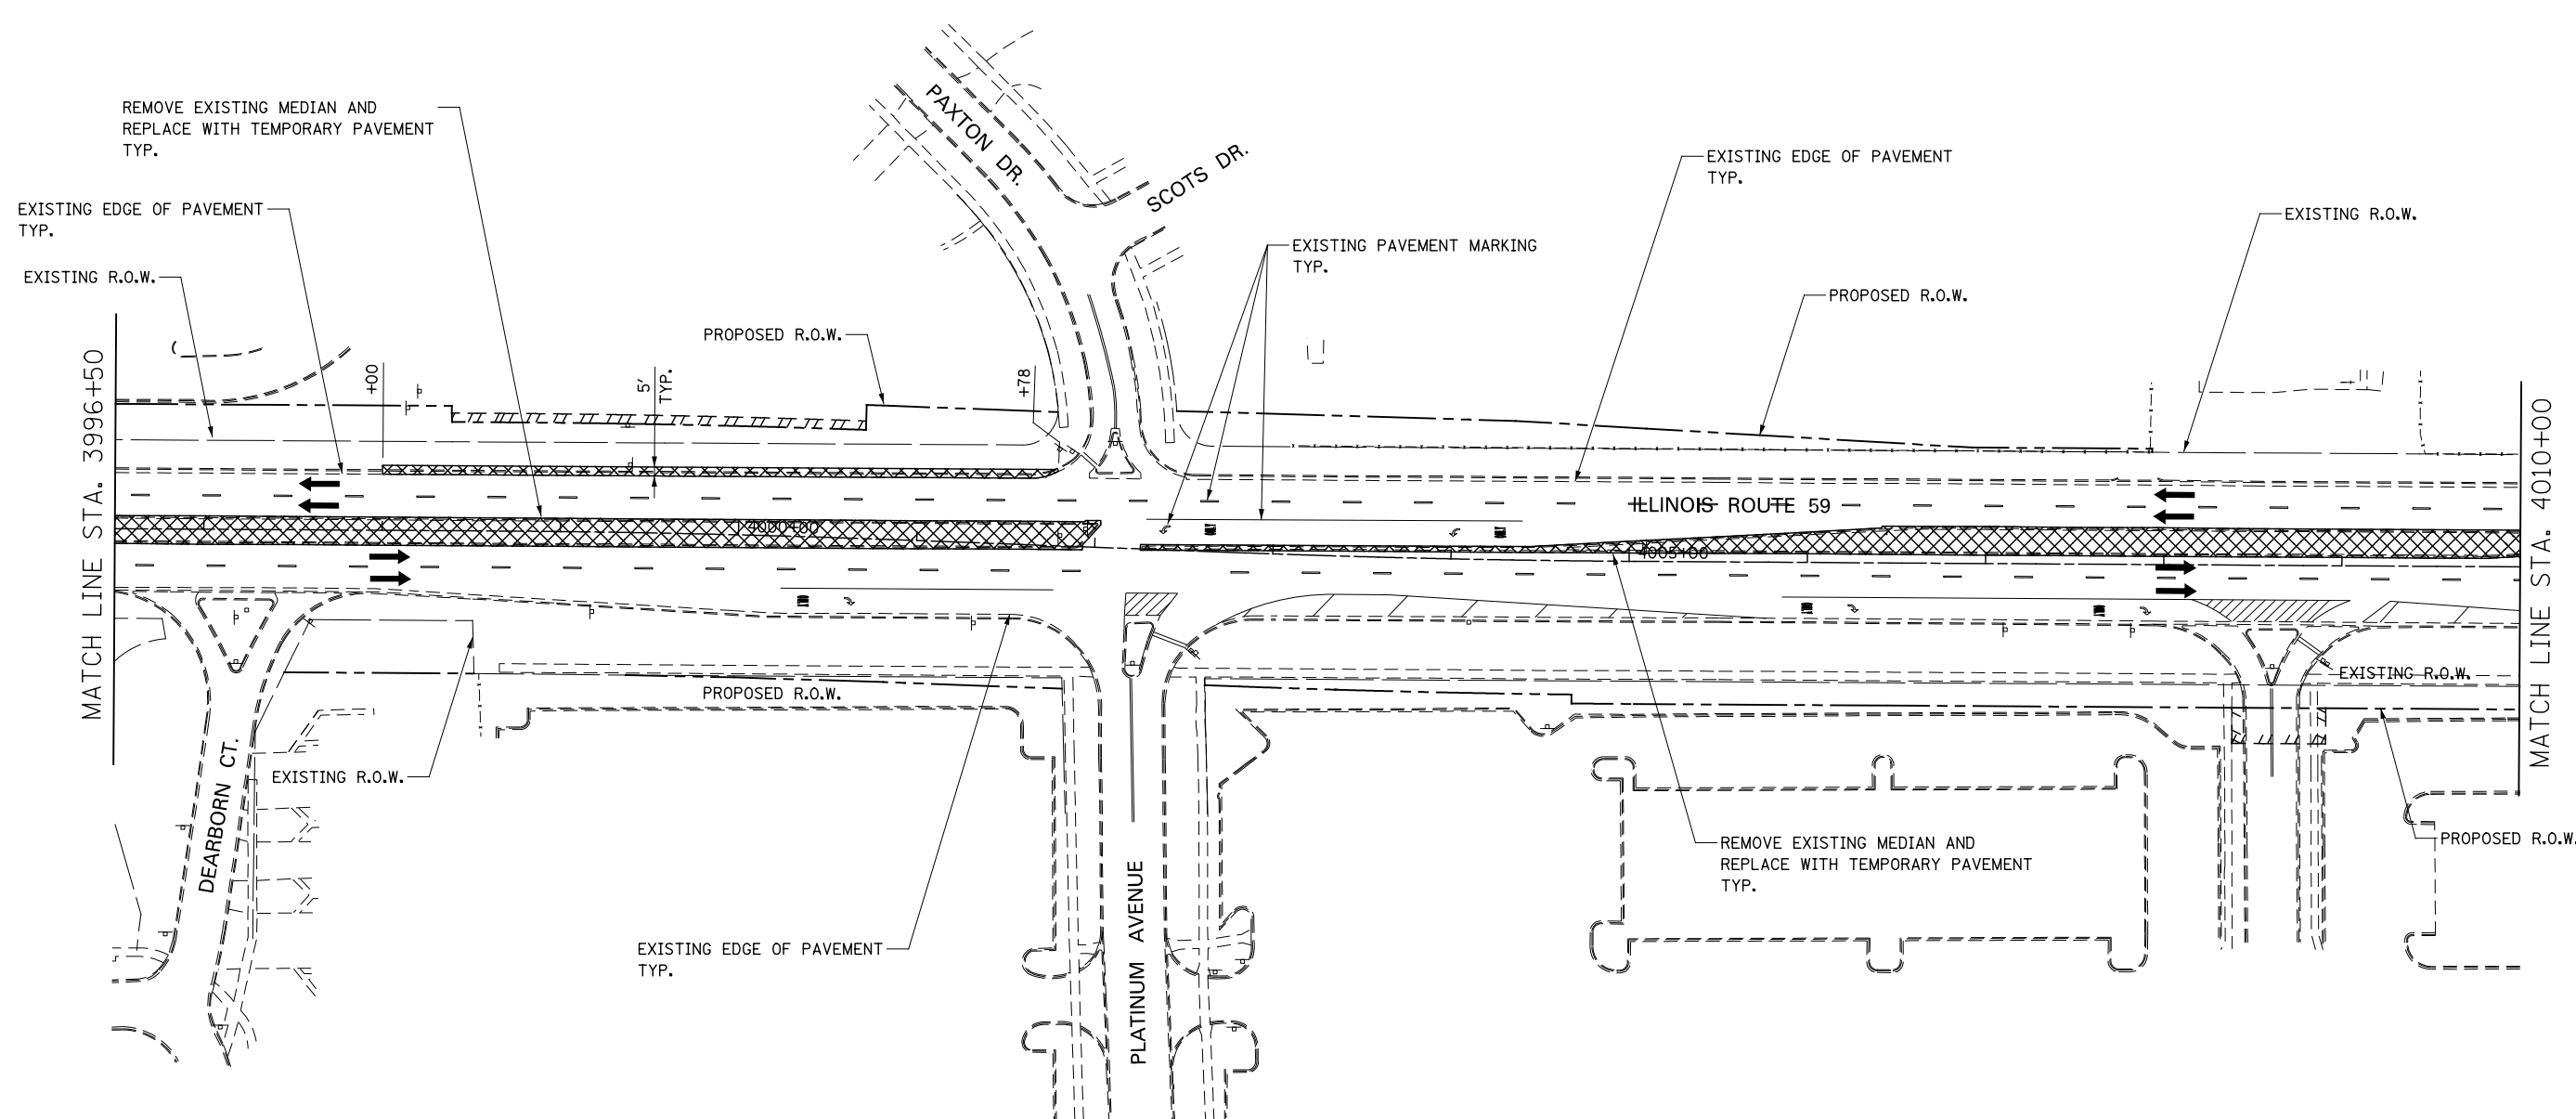 PAXTON DR.
SCOTS DR.
REMOVE EXISTING MEDIAN AND
REPLACE WITH TEMPORARY PAVEMENT
TYP.
EXISTING EDGE OF PAVEMENT
TYP.
EXISTING R.O.W.
EXISTING EDGE OF PAVEMENT
TYP.
EXISTING R.O.W.
EXISTING PAVEMENT MARKING
TYP.
PROPOSED R.O.W.
PROPOSED R.O.W.
MATCH LINE STA. 3996+50
+00
5'
TYP.
+78
MATCH LINE STA. 4010+00
ILLINOIS ROUTE 59
4000+00
4005+00
EXISTING R.O.W.
PROPOSED R.O.W.
EXISTING R.O.W.
DEARBORN CT.
PROPOSED R.O.W.
REMOVE EXISTING MEDIAN AND
REPLACE WITH TEMPORARY PAVEMENT
TYP.
EXISTING EDGE OF PAVEMENT
TYP.
PLATINUM AVENUE